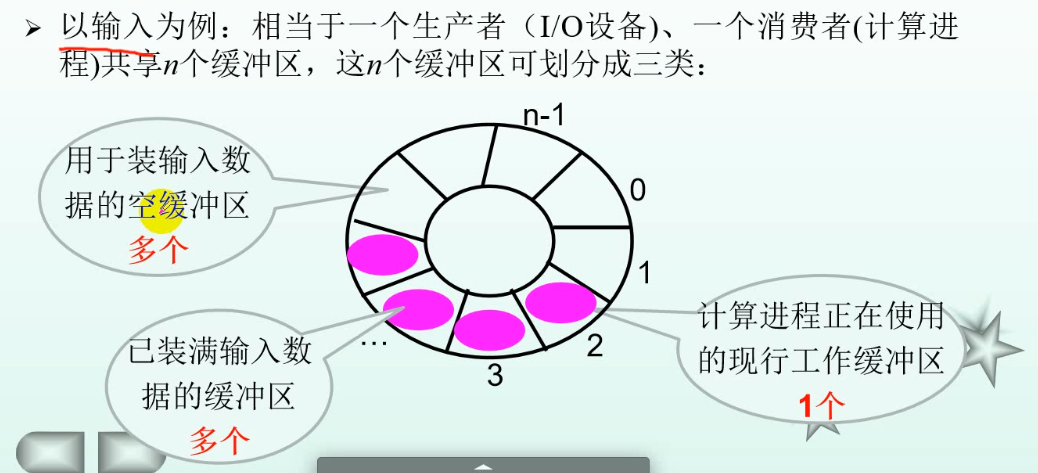 ➢ 以输入为例：相当于一个生产者（I/O设备)、一个消费者(计算进
程)共享n个缓冲区，这n个缓冲区可划分成三类：
n-1
用于装输入数
据的空缓冲区
多个
0
1
计算进程正在使用
的现行工作缓冲区
1个
2
3
...
已装满输入数
据的缓冲区
多个